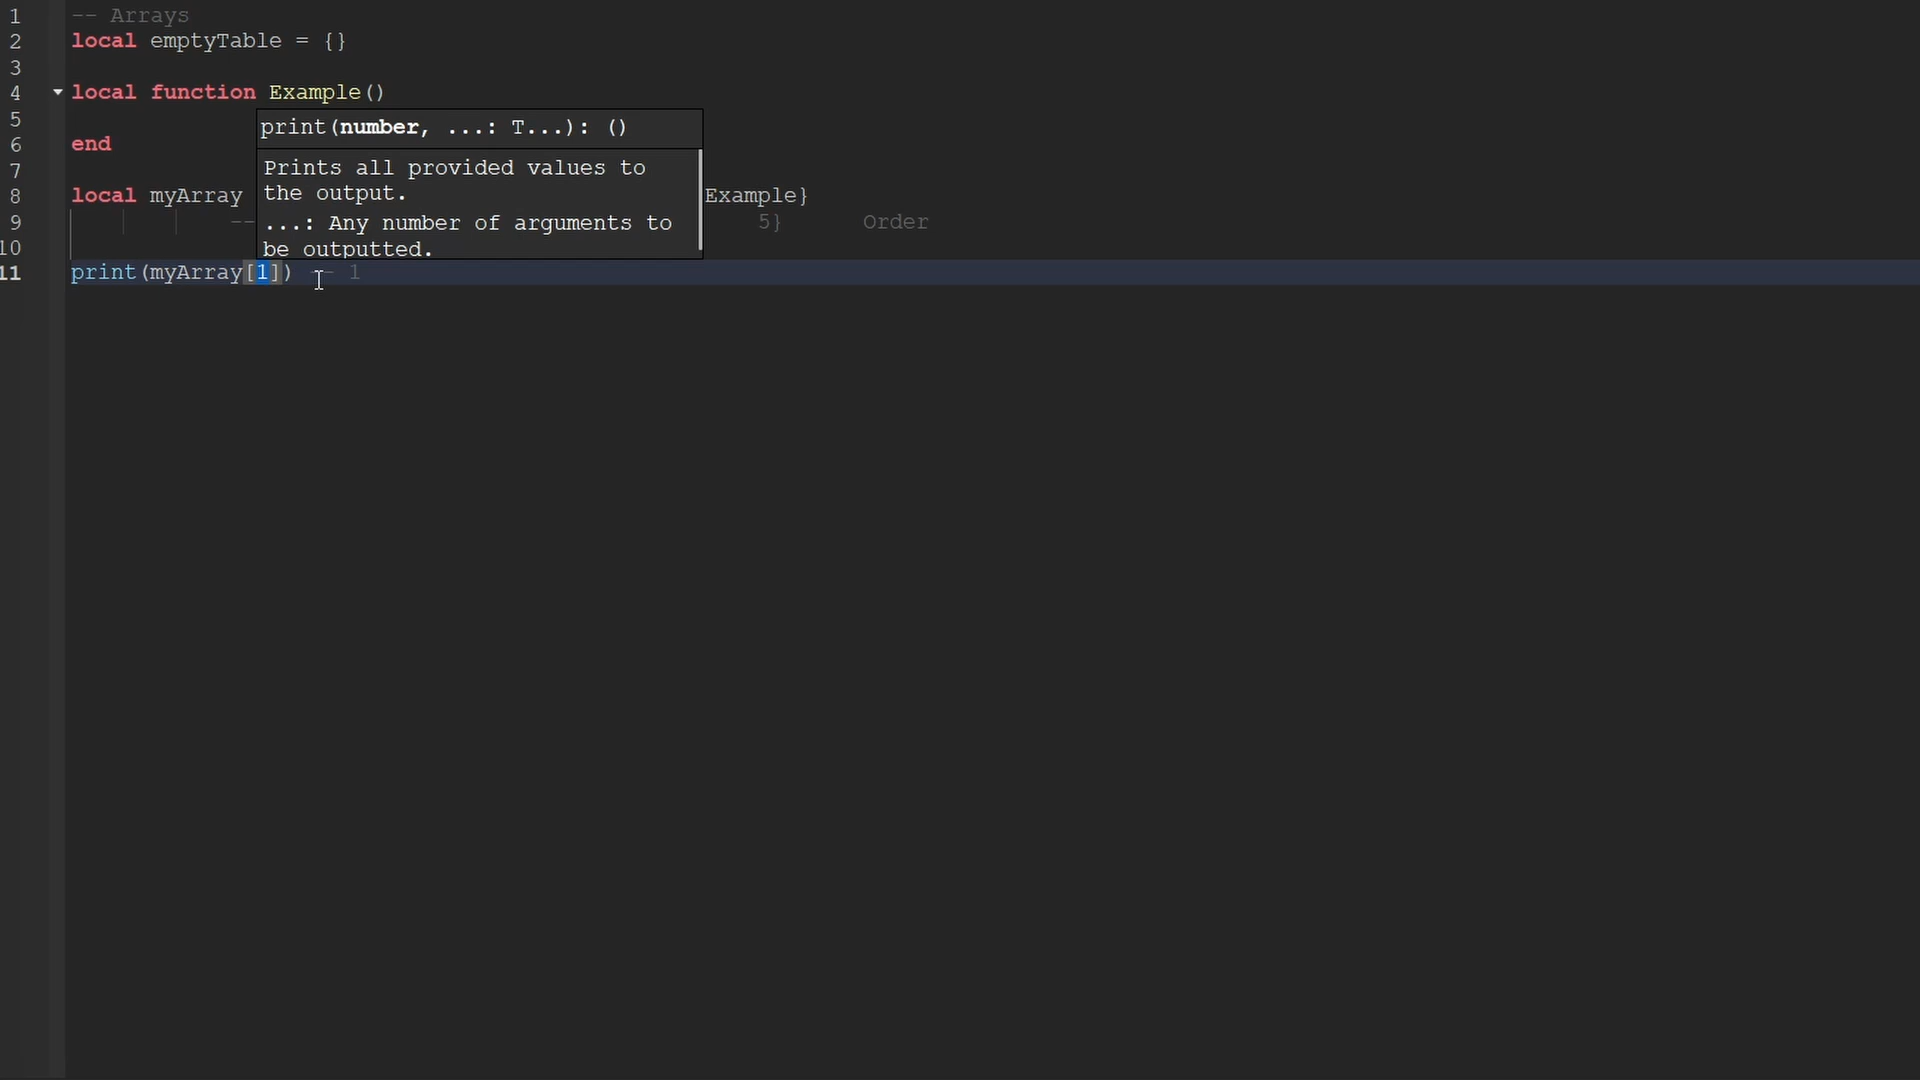 1 -- Arrays
2 local emptyTable = {}
3
4 local function Example()
5
print(number, ...: T...): ()
6 end
Prints all provided values to
7
the output.
8 local myArray Example}
9 -- ...: Any number of arguments to 5} Order
10 be outputted.
11 print(myArray[1]) -- 1